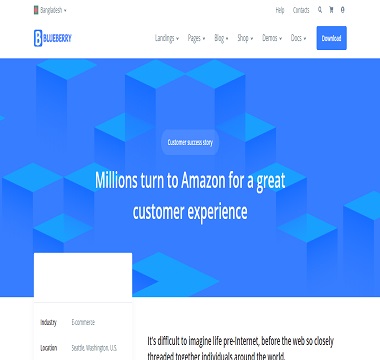 Bangladesh
Help Contacts
BLUEBERRY
Landings Pages Blog Shop Demos Docs Download
Customer success story
Millions turn to Amazon for a great
customer experience
Industry E-commerce
Location Seattle, Washington, U.S.
It's difficult to imagine life pre-Internet, before the web so closely
threaded together individuals around the world.